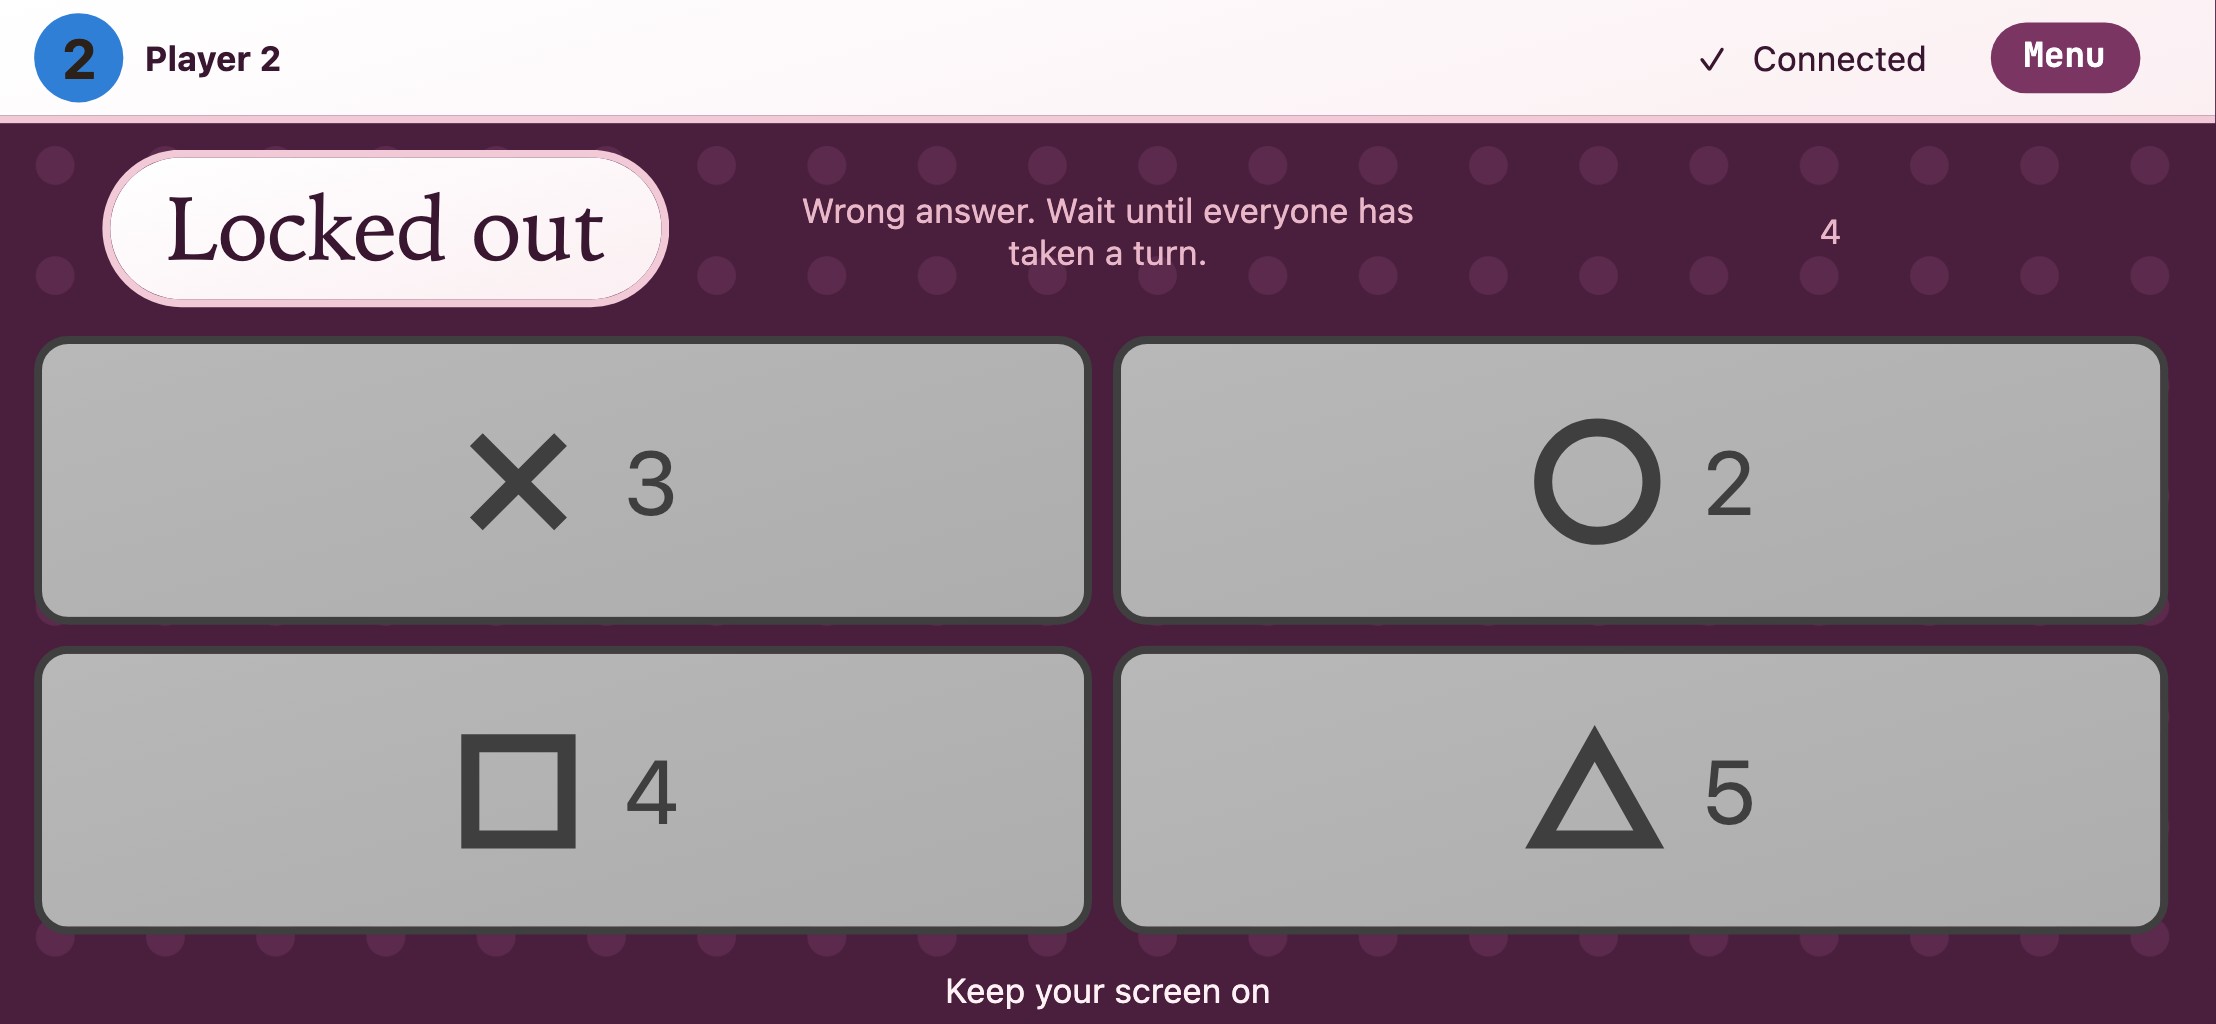 2 Player 2
✓ Connected
Menu
Locked out
Wrong answer. Wait until everyone has
taken a turn.
4
3
2
4
5
Keep your screen on